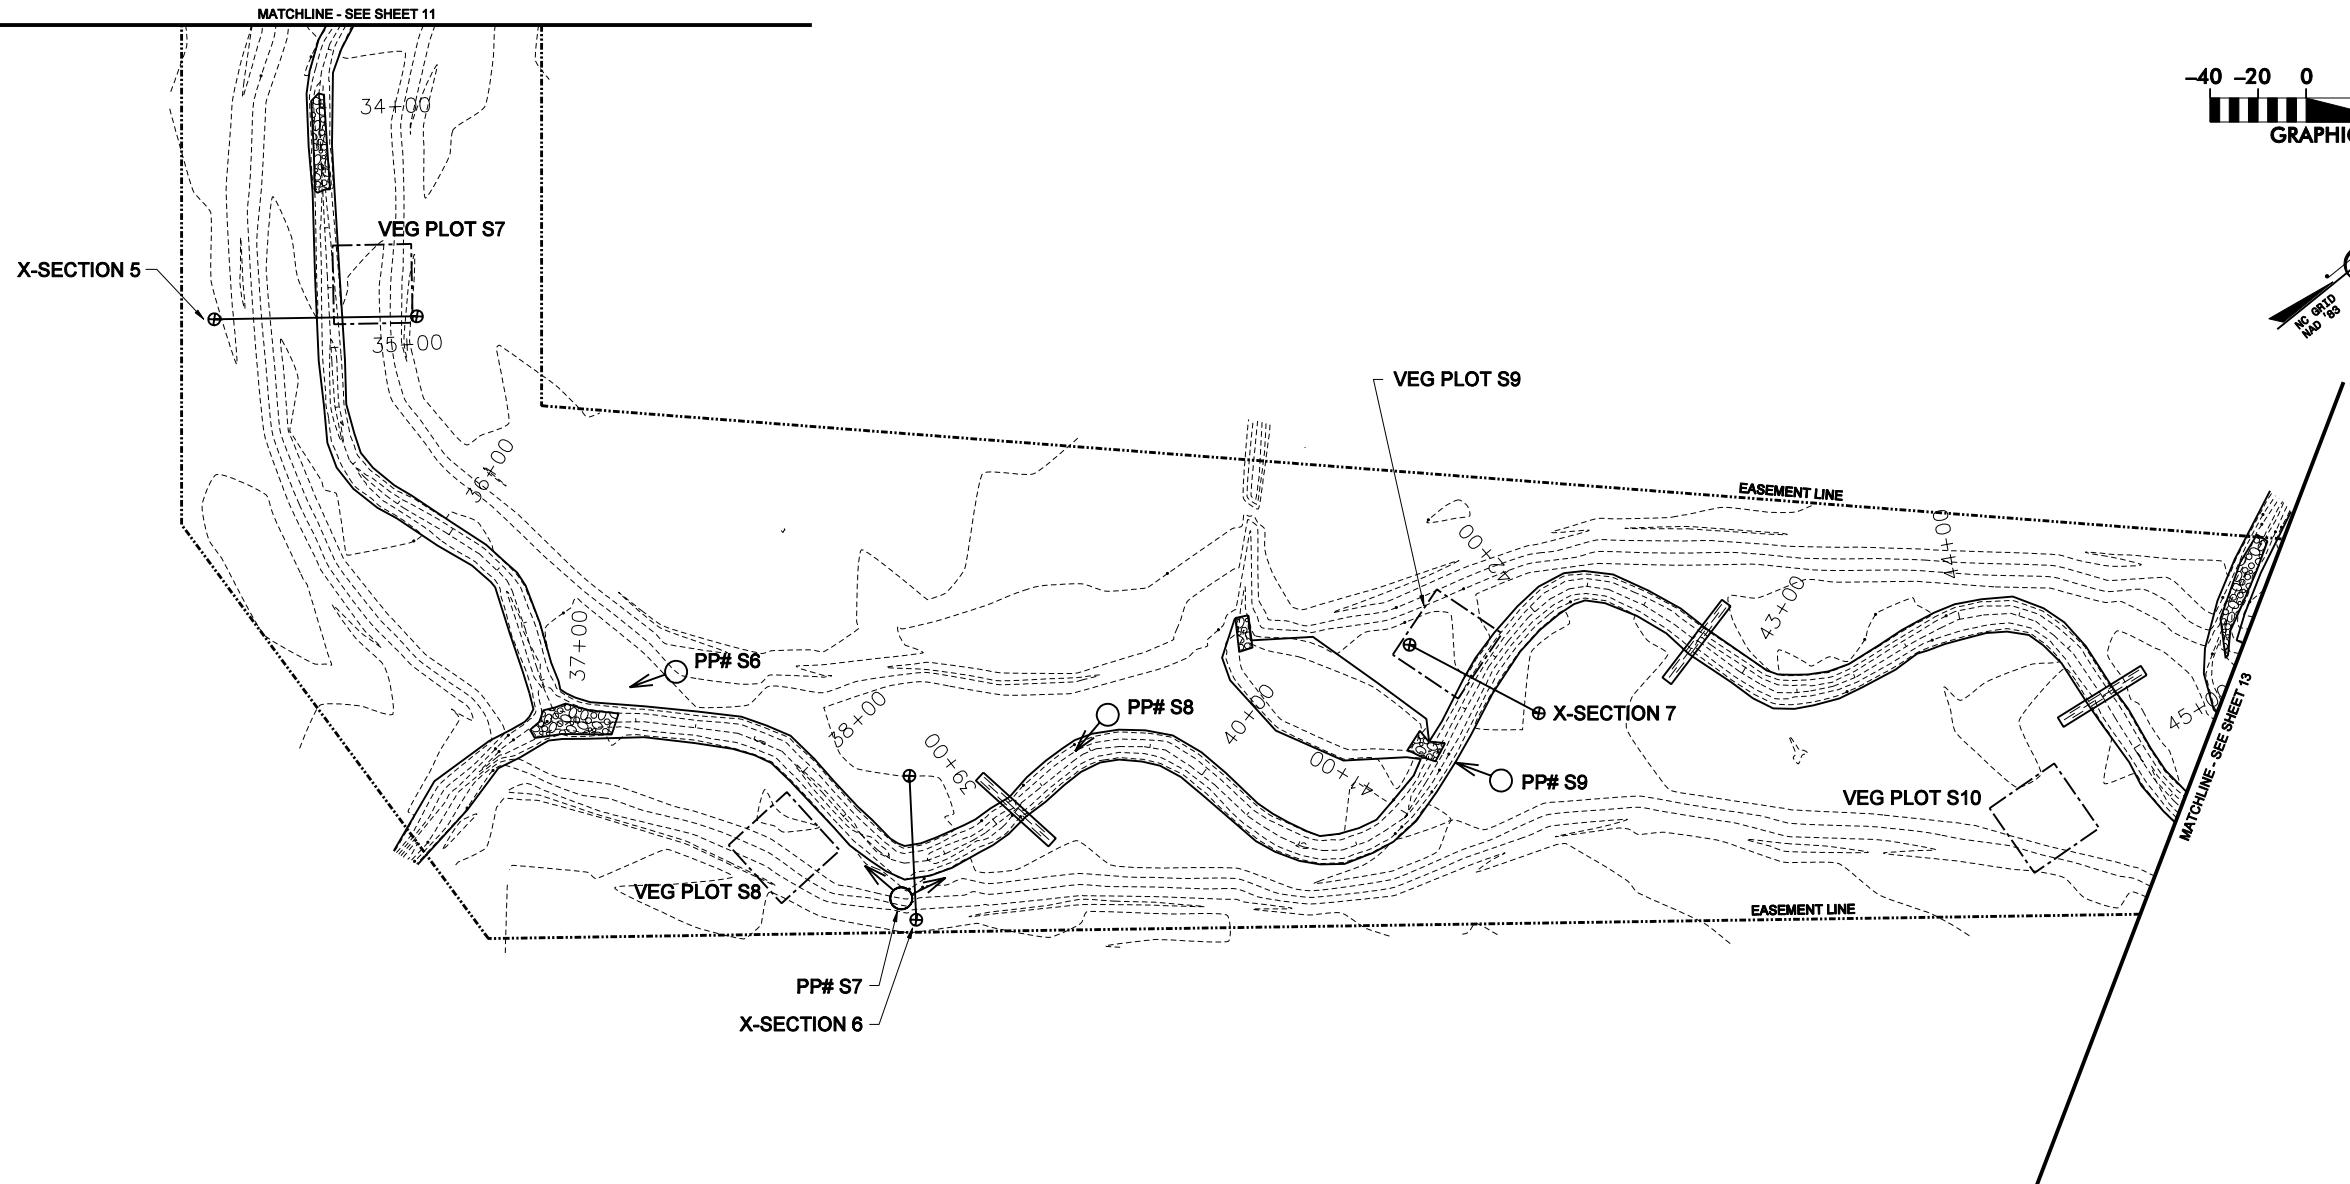 MATCHLINE - SEE SHEET 11
-40 -20 0
GRAPHIC
34+00
VEG PLOT S7
X-SECTION 5
35+00
NC GRID
NAD '83
VEG PLOT S9
36+00
EASEMENT LINE
42+00
44+00
43+00
37+00
PP# S6
38+00
PP# S8
40+00
X-SECTION 7
45+00
39+00
41+00
PP# S9
VEG PLOT S10
MATCHLINE - SEE SHEET 13
VEG PLOT S8
EASEMENT LINE
PP# S7
X-SECTION 6